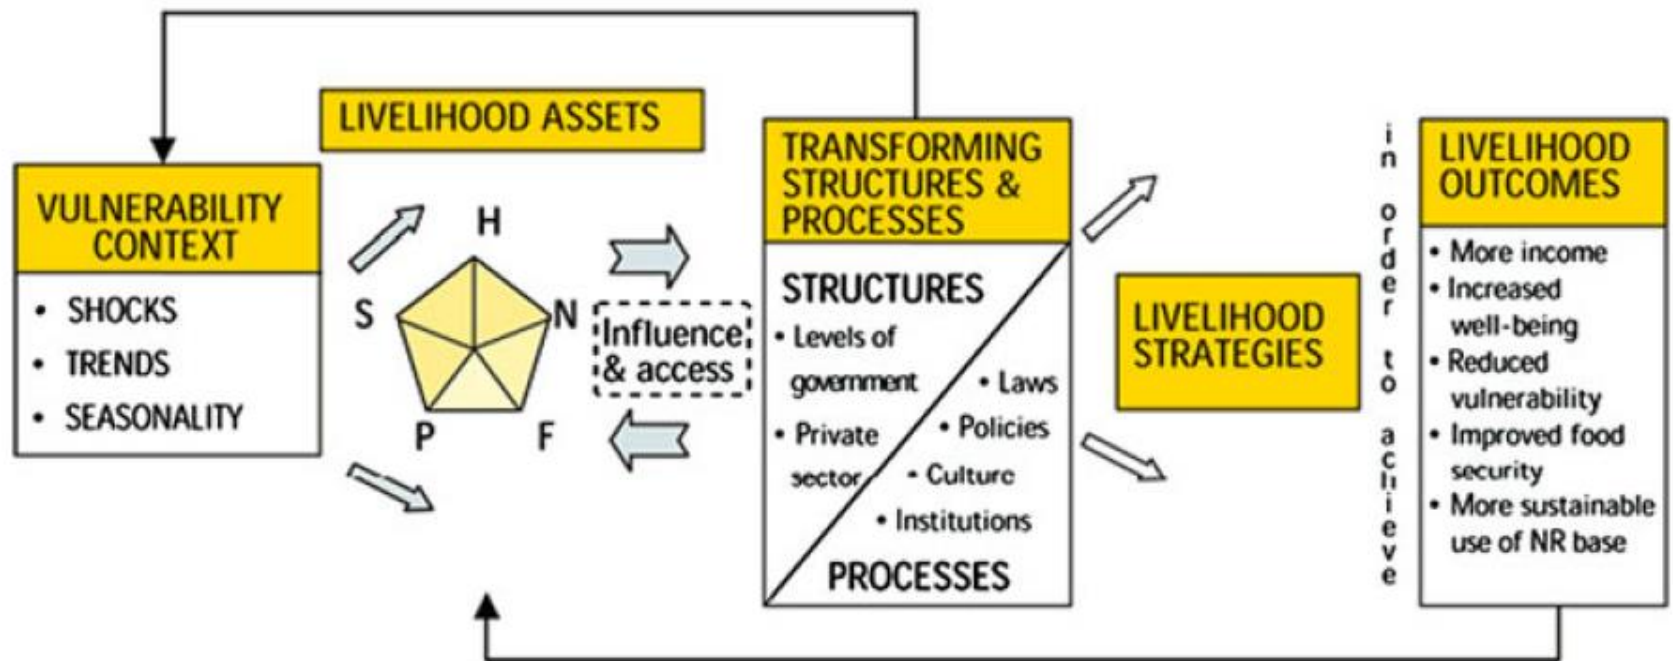 LIVELIHOOD ASSETS
VULNERABILITY
CONTEXT
• SHOCKS
• TRENDS
• SEASONALITY
H
S
N
P
F
Influence
& access
TRANSFORMING
STRUCTURES &
PROCESSES
STRUCTURES
• Levels of
government
• Private
sector
• Laws
• Policies
• Culture
• Institutions
PROCESSES
LIVELIHOOD
STRATEGIES
in order to achieve
LIVELIHOOD
OUTCOMES
• More income
• Increased
well-being
• Reduced
vulnerability
• Improved food
security
• More sustainable
use of NR base